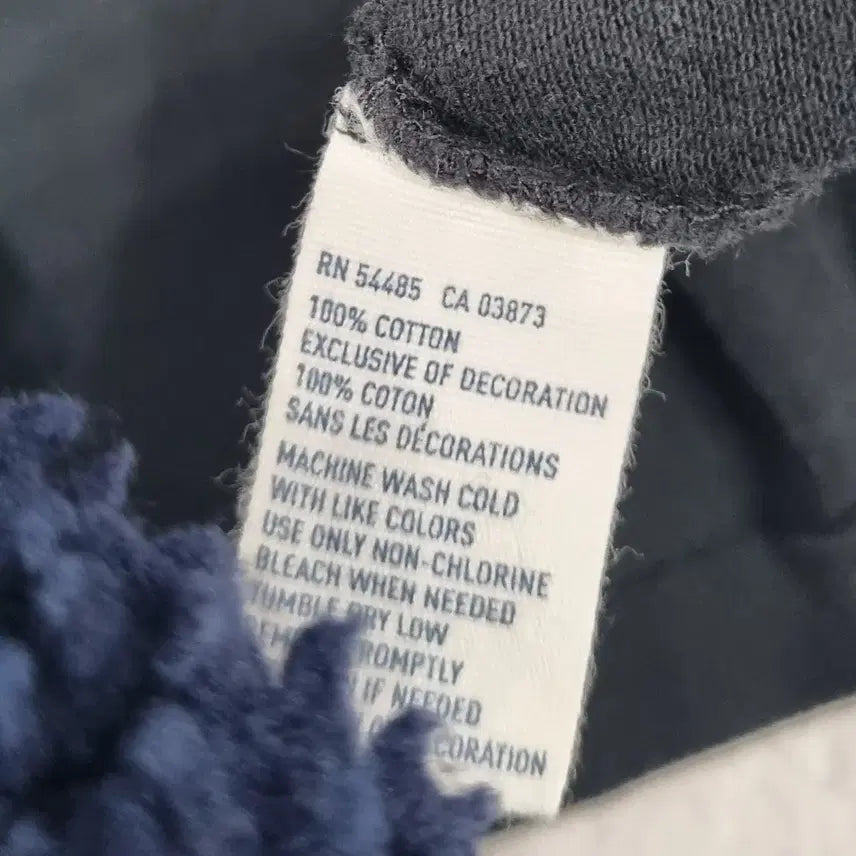 RN 54485 CA 03873
100% COTTON
EXCLUSIVE OF DECORATION
100% COTON
SANS LES DÉCORATIONS
MACHINE WASH COLD
WITH LIKE COLORS
USE ONLY NON-CHLORINE
BLEACH WHEN NEEDED
TUMBLE DRY LOW
PROMPTLY
IF NEEDED
DECORATION